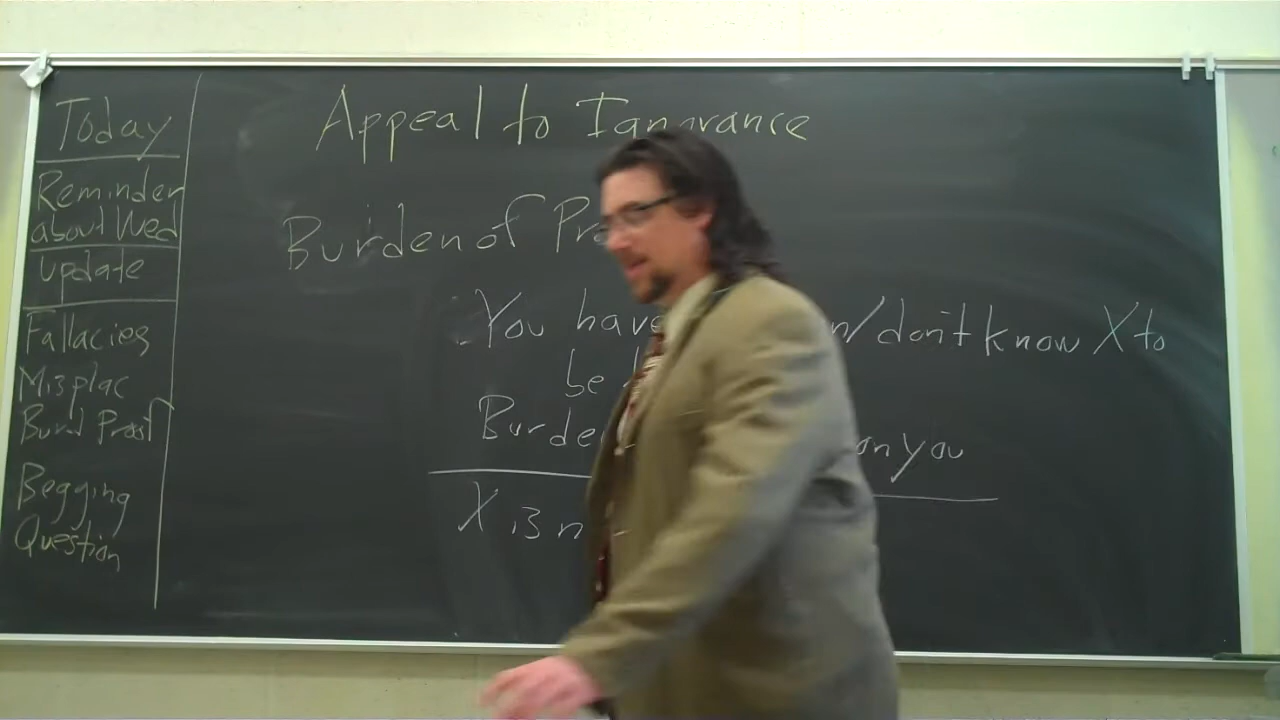 Today
Reminder
about Wed
update
Fallacies
Misplac
Burd Proof
Begging
Question
Appeal to Ignorance
Burden of Pro
You have n/don't know X to
be
Burde on you
X is n